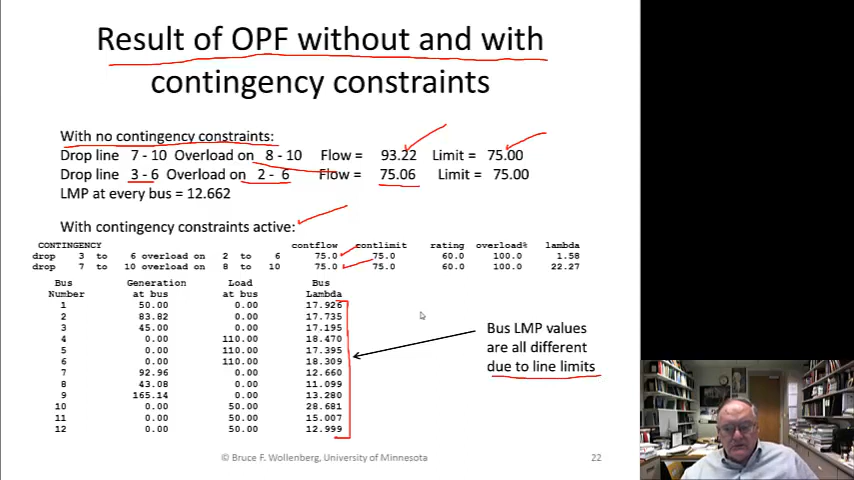 Result of OPF without and with
contingency constraints
With no contingency constraints:
Drop line 7 - 10 Overload on 8 - 10 Flow = 93.22 Limit = 75.00
Drop line 3 - 6 Overload on 2 - 6 Flow = 75.06 Limit = 75.00
LMP at every bus = 12.662
With contingency constraints active:
CONTINGENCY contflow contlimit rating overload% lambda
drop 3 to 6 overload on 2 to 6 75.0 75.0 60.0 100.0 1.58
drop 7 to 10 overload on 8 to 10 75.0 75.0 60.0 100.0 22.27
Bus Generation Load Bus
Number at bus at bus Lambda
1 50.00 0.00 17.926
2 83.82 0.00 17.735
3 45.00 0.00 17.195
4 0.00 110.00 18.470
5 0.00 110.00 17.395
6 0.00 110.00 18.309
7 92.96 0.00 12.660
8 43.08 0.00 11.099
9 165.14 0.00 13.280
10 0.00 50.00 28.681
11 0.00 50.00 15.007
12 0.00 50.00 12.999
Bus LMP values
are all different
due to line limits
© Bruce F. Wollenberg, University of Minnesota 22